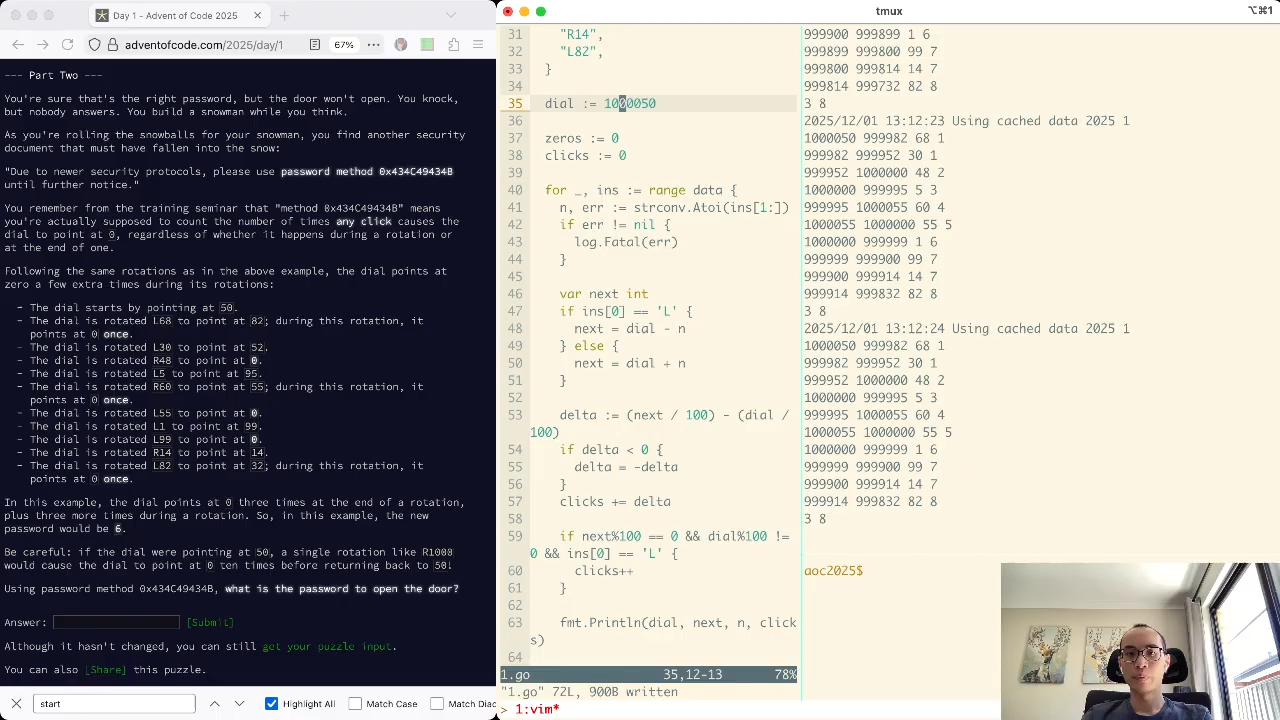 Day 1 - Advent of Code 2025
adventofcode.com/2025/day/1
67%
--- Part Two ---
You're sure that's the right password, but the door won't open. You knock,
but nobody answers. You build a snowman while you think.
As you're rolling the snowballs for your snowman, you find another security
document that must have fallen into the snow:
"Due to newer security protocols, please use password method 0x434C49434B
until further notice."
You remember from the training seminar that "method 0x434C49434B" means
you're actually supposed to count the number of times any click causes the
dial to point at 0, regardless of whether it happens during a rotation or
at the end of one.
Following the same rotations as in the above example, the dial points at
zero a few extra times during its rotations:
- The dial starts by pointing at 50.
- The dial is rotated L68 to point at 82; during this rotation, it
points at 0 once.
- The dial is rotated L30 to point at 52.
- The dial is rotated R48 to point at 0.
- The dial is rotated L5 to point at 95.
- The dial is rotated R60 to point at 55; during this rotation, it
points at 0 once.
- The dial is rotated L55 to point at 0.
- The dial is rotated L1 to point at 99.
- The dial is rotated L99 to point at 0.
- The dial is rotated R14 to point at 14.
- The dial is rotated L82 to point at 32; during this rotation, it
points at 0 once.
In this example, the dial points at 0 three times at the end of a rotation,
plus three more times during a rotation. So, in this example, the new
password would be 6.
Be careful: if the dial were pointing at 50, a single rotation like R1000
would cause the dial to point at 0 ten times before returning back to 50!
Using password method 0x434C49434B, what is the password to open the door?
Answer: [Submit]
Although it hasn't changed, you can still get your puzzle input.
You can also [Share] this puzzle.
start
Highlight All
Match Case
Match Diac
tmux
⌥⌘1
31 "R14",
32 "L82",
33 }
34
35 dial := 1000050
36
37 zeros := 0
38 clicks := 0
39
40 for _, ins := range data {
41 n, err := strconv.Atoi(ins[1:])
42 if err != nil {
43 log.Fatal(err)
44 }
45
46 var next int
47 if ins[0] == 'L' {
48 next = dial - n
49 } else {
50 next = dial + n
51 }
52
53 delta := (next / 100) - (dial /
100)
54 if delta < 0 {
55 delta = -delta
56 }
57 clicks += delta
58
59 if next%100 == 0 && dial%100 !=
0 && ins[0] == 'L' {
60 clicks++
61 }
62
63 fmt.Println(dial, next, n, click
s)
64
1.go 35,12-13 78%
"1.go" 72L, 900B written
> 1:vim*
999900 999899 1 6
999899 999800 99 7
999800 999814 14 7
999814 999732 82 8
3 8
2025/12/01 13:12:23 Using cached data 2025 1
1000050 999982 68 1
999982 999952 30 1
999952 1000000 48 2
1000000 999995 5 3
999995 1000055 60 4
1000055 1000000 55 5
1000000 999999 1 6
999999 999900 99 7
999900 999914 14 7
999914 999832 82 8
3 8
2025/12/01 13:12:24 Using cached data 2025 1
1000050 999982 68 1
999982 999952 30 1
999952 1000000 48 2
1000000 999995 5 3
999995 1000055 60 4
1000055 1000000 55 5
1000000 999999 1 6
999999 999900 99 7
999900 999914 14 7
999914 999832 82 8
3 8
aoc2025$